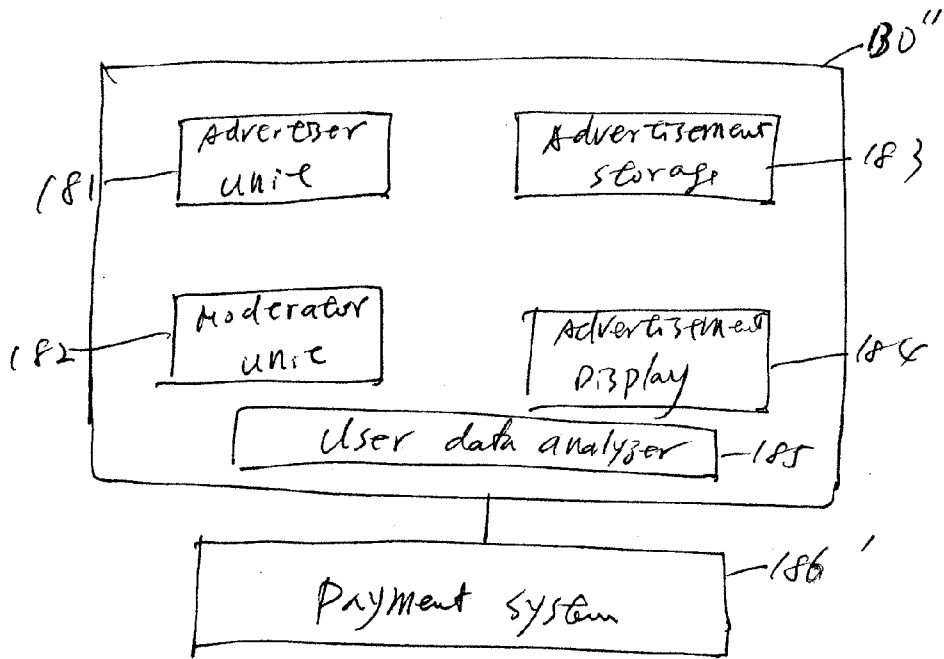 130"
Advertiser
unit
181
Advertisement
storage
183
Moderator
unit
182
Advertisement
Display
184
User data analyzer
185
Payment system
186'